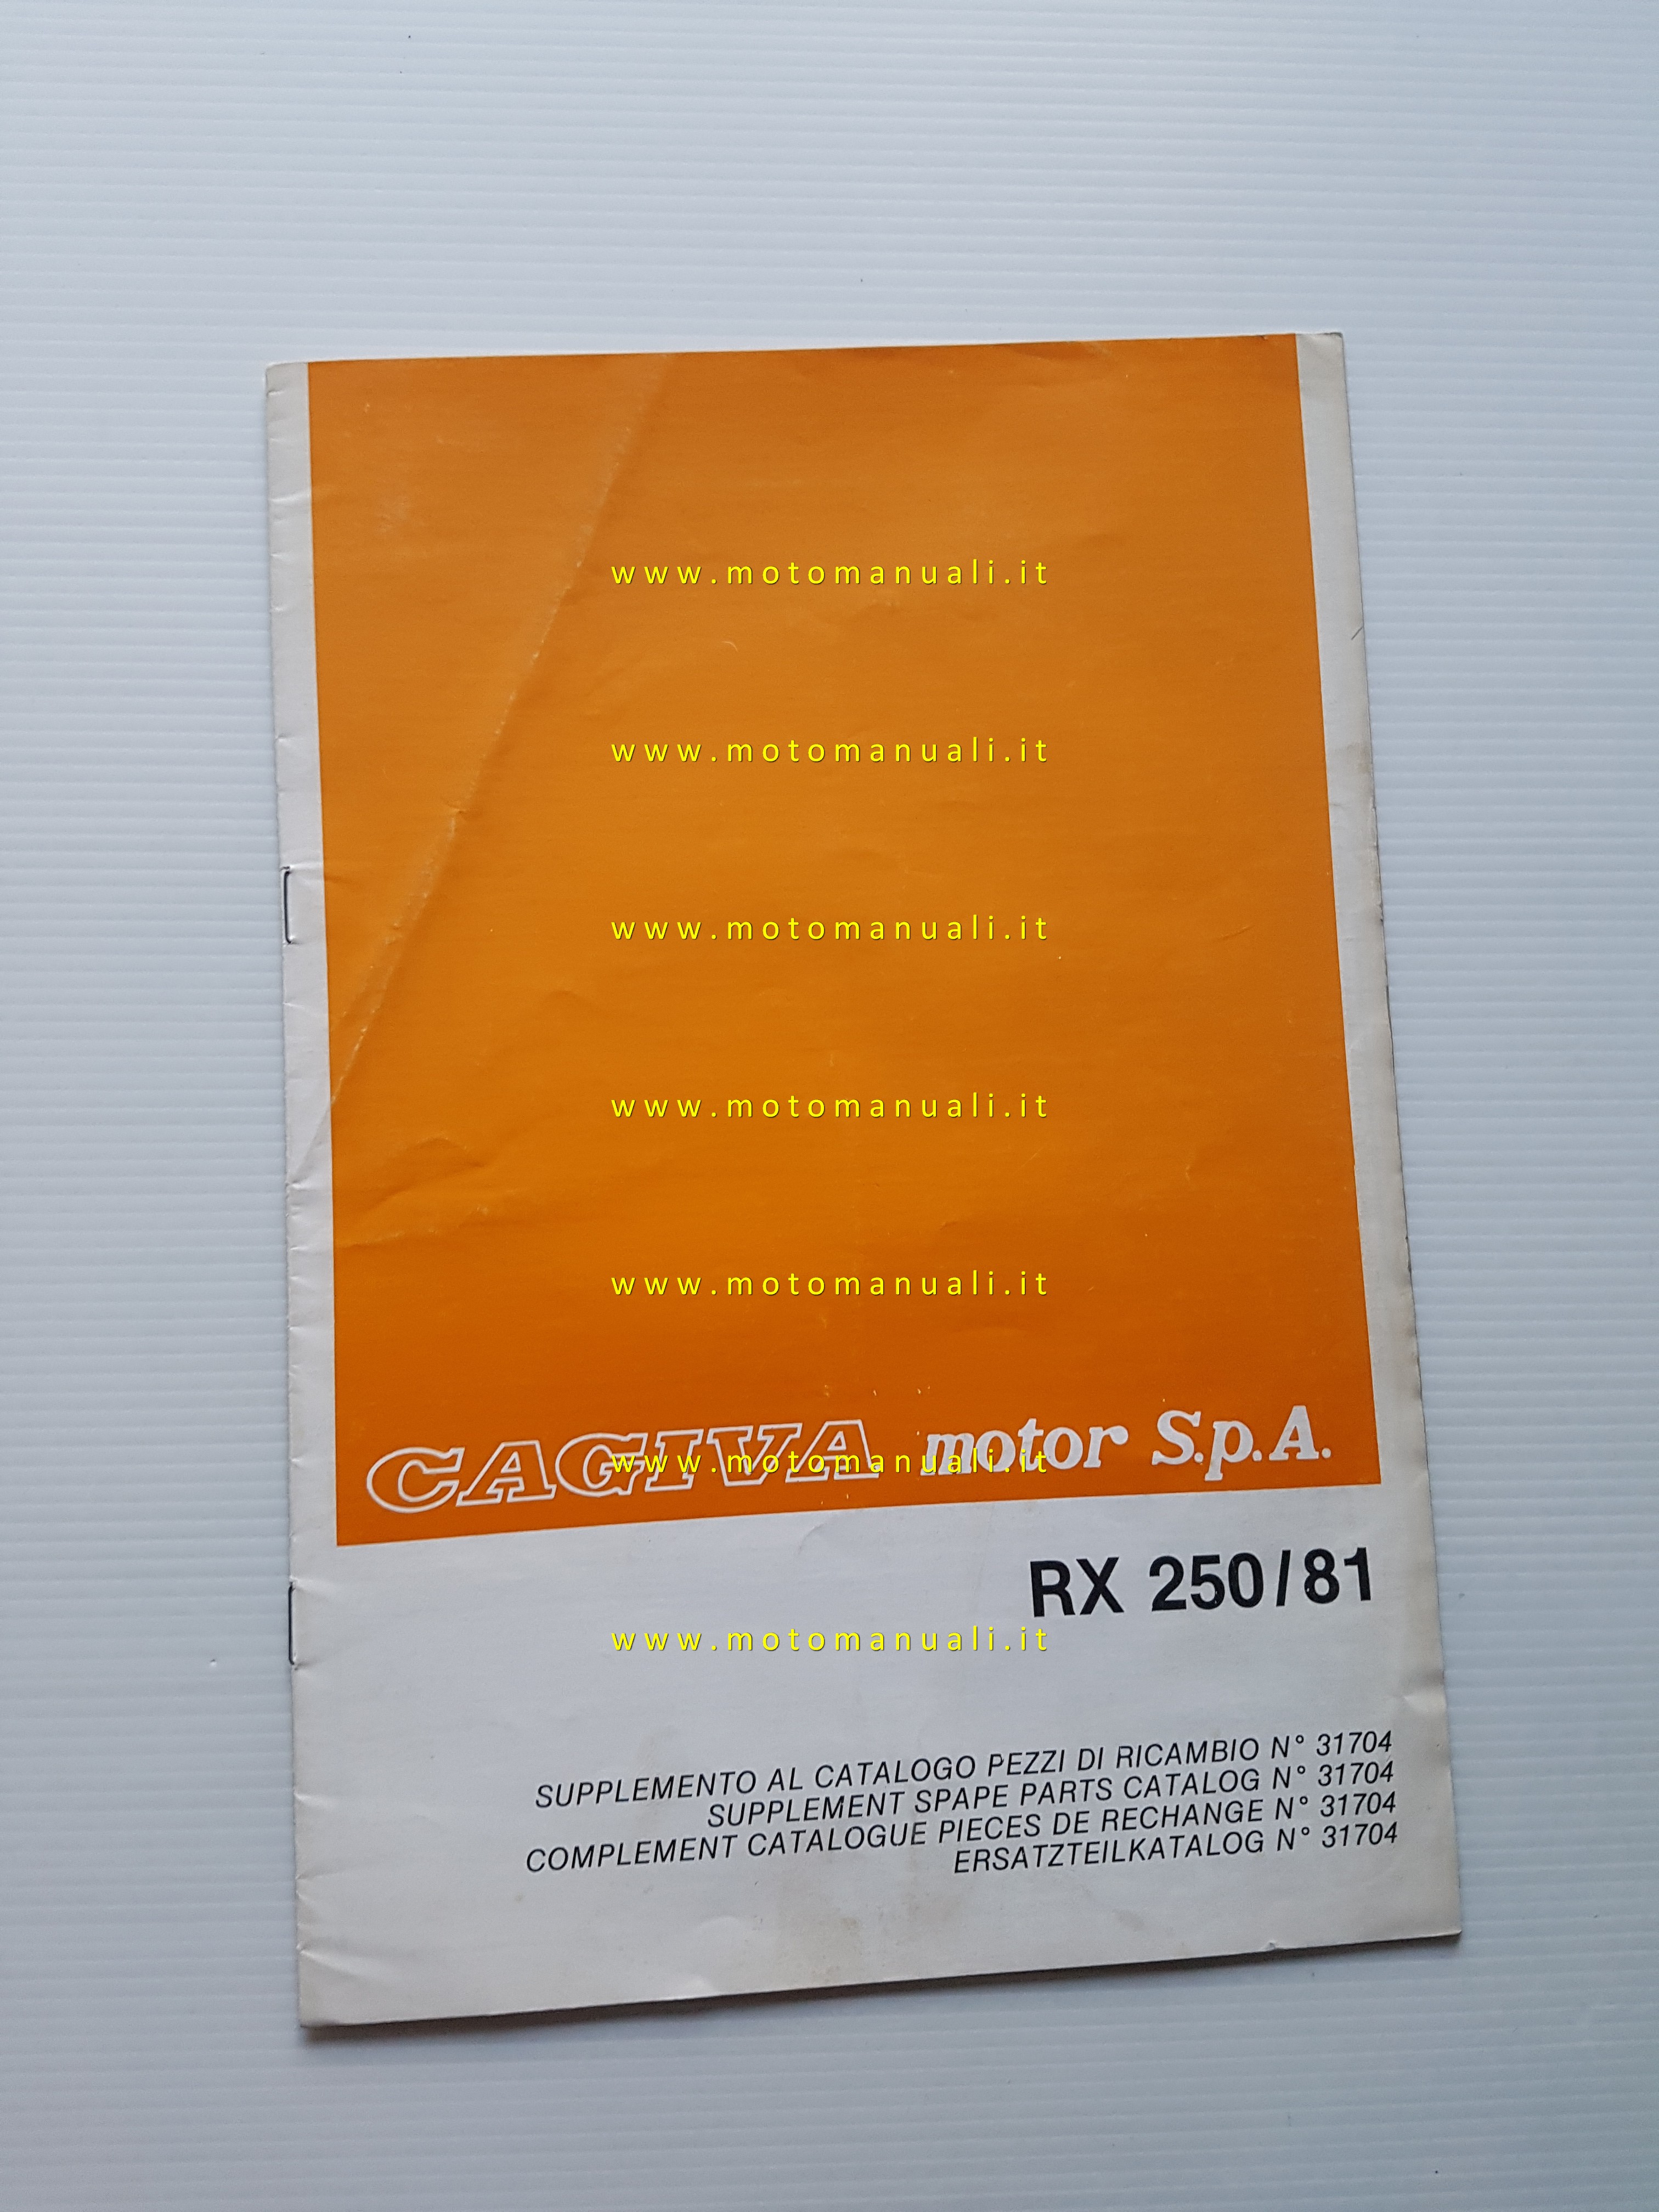 www.motomanuali.it
www.motomanuali.it
www.motomanuali.it
www.motomanuali.it
www.motomanuali.it
CAGIVA motor S.p.A.
www.motomanuali.it
RX 250/81
www.motomanuali.it
SUPPLEMENTO AL CATALOGO PEZZI DI RICAMBIO N° 31704
SUPPLEMENT SPAPE PARTS CATALOG N° 31704
COMPLEMENT CATALOGUE PIECES DE RECHANGE N° 31704
ERSATZTEILKATALOG N° 31704